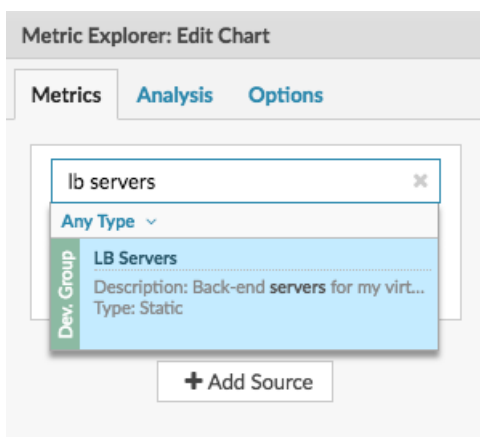 Metric Explorer: Edit Chart
Metrics Analysis Options
lb servers
Any Type
Dev. Group
LB Servers
Description: Back-end servers for my virt...
Type: Static
+ Add Source